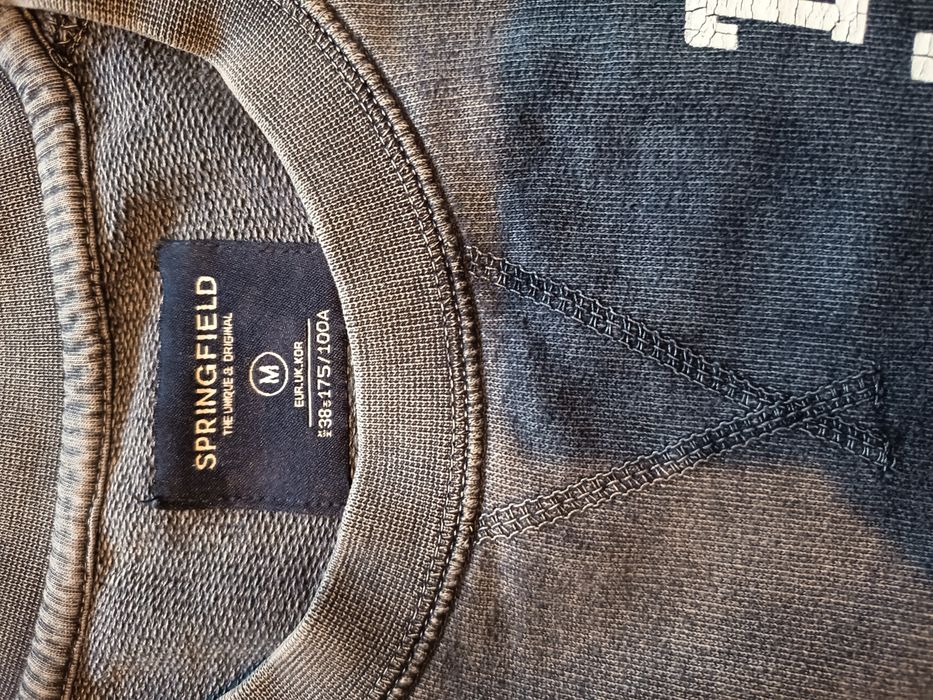 SPRINGFIELD
THE UNIQUE & ORIGINAL
M
EUR.UK.KOR
38 175/100A